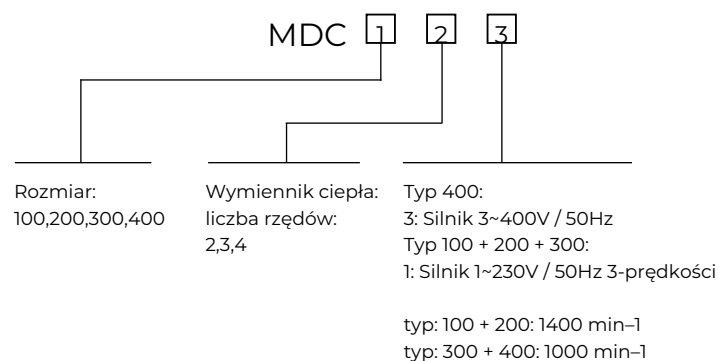 MDC 1 2 3
Rozmiar:
100,200,300,400
Wymiennik ciepła:
liczba rzędów:
2,3,4
Typ 400:
3: Silnik 3~400V / 50Hz
Typ 100 + 200 + 300:
1: Silnik 1~230V / 50Hz 3-prędkości
typ: 100 + 200: 1400 min–1
typ: 300 + 400: 1000 min–1